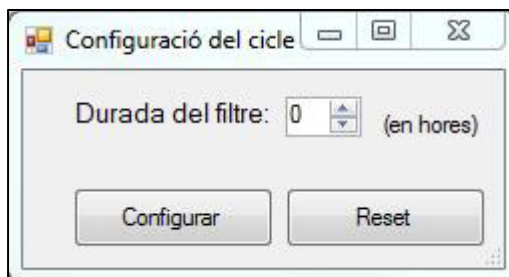 Configuració del cicle
Durada del filtre: 0 (en hores)
Configurar Reset